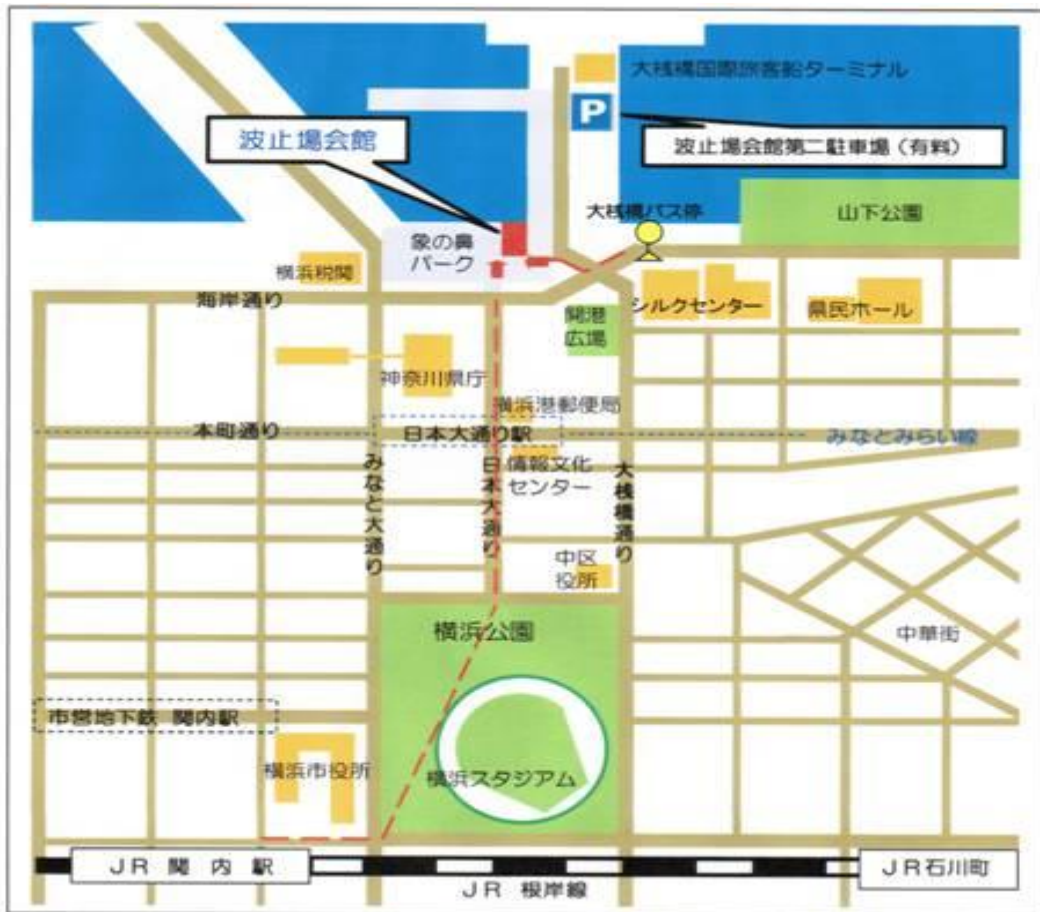 大桟橋国際旅客船ターミナル
P
波止場会館
波止場会館第二駐車場（有料）
大桟橋バス停
山下公園
象の鼻
パーク
横浜税関
海岸通り
シルクセンター
県民ホール
開港
広場
神奈川県庁
横浜港郵便局
本町通り
日本大通り駅
みなとみらい線
情報文化
センター
みなと大通り
日本大通り
大桟橋通り
中区
役所
横浜公園
中華街
市営地下鉄 関内駅
横浜市役所
横浜スタジアム
JR 関内駅
JR石川町
JR 根岸線